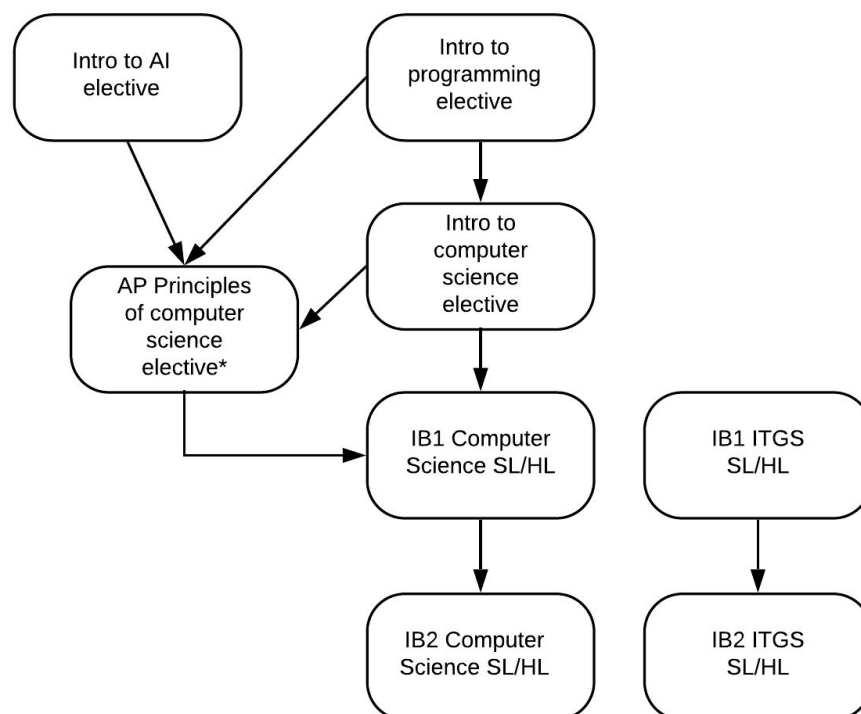 Intro to AI
elective
Intro to
programming
elective
Intro to
computer
science
elective
AP Principles
of computer
science
elective*
IB1 Computer
Science SL/HL
IB1 ITGS
SL/HL
IB2 Computer
Science SL/HL
IB2 ITGS
SL/HL